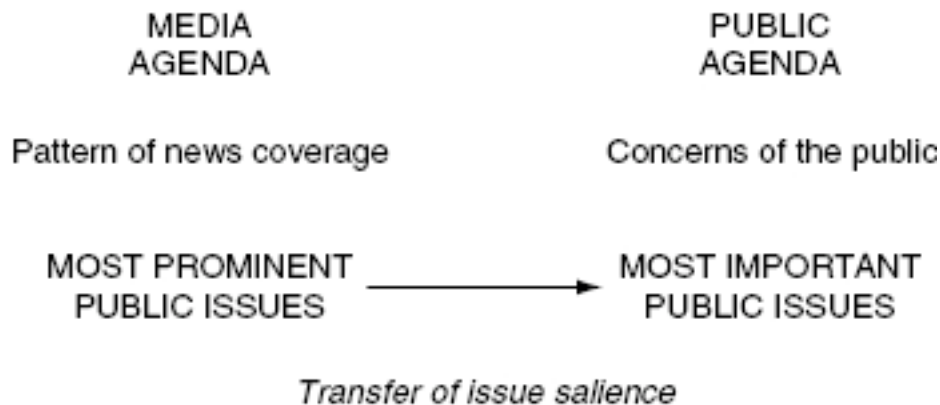 MEDIA
AGENDA
PUBLIC
AGENDA
Pattern of news coverage
Concerns of the public
MOST PROMINENT
PUBLIC ISSUES
MOST IMPORTANT
PUBLIC ISSUES
Transfer of issue salience